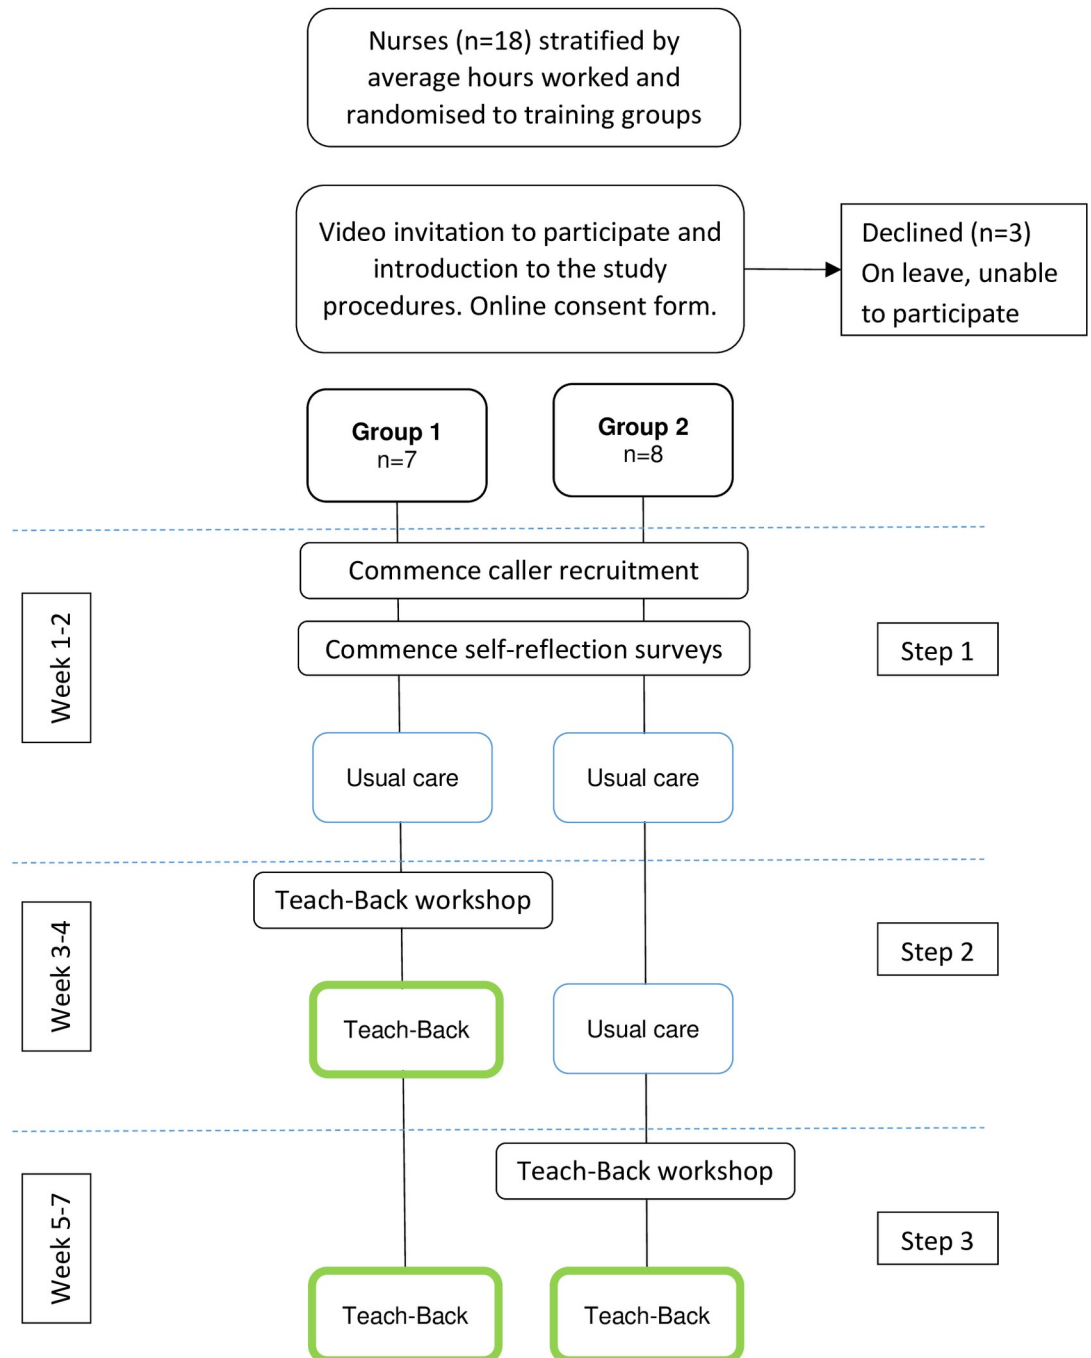 Nurses (n=18) stratified by
average hours worked and
randomised to training groups
Video invitation to participate and
introduction to the study
procedures. Online consent form.
Declined (n=3)
On leave, unable
to participate
Group 1
n=7
Group 2
n=8
Commence caller recruitment
Week 1-2
Commence self-reflection surveys
Step 1
Usual care
Usual care
Teach-Back workshop
Week 3-4
Step 2
Teach-Back
Usual care
Teach-Back workshop
Week 5-7
Step 3
Teach-Back
Teach-Back